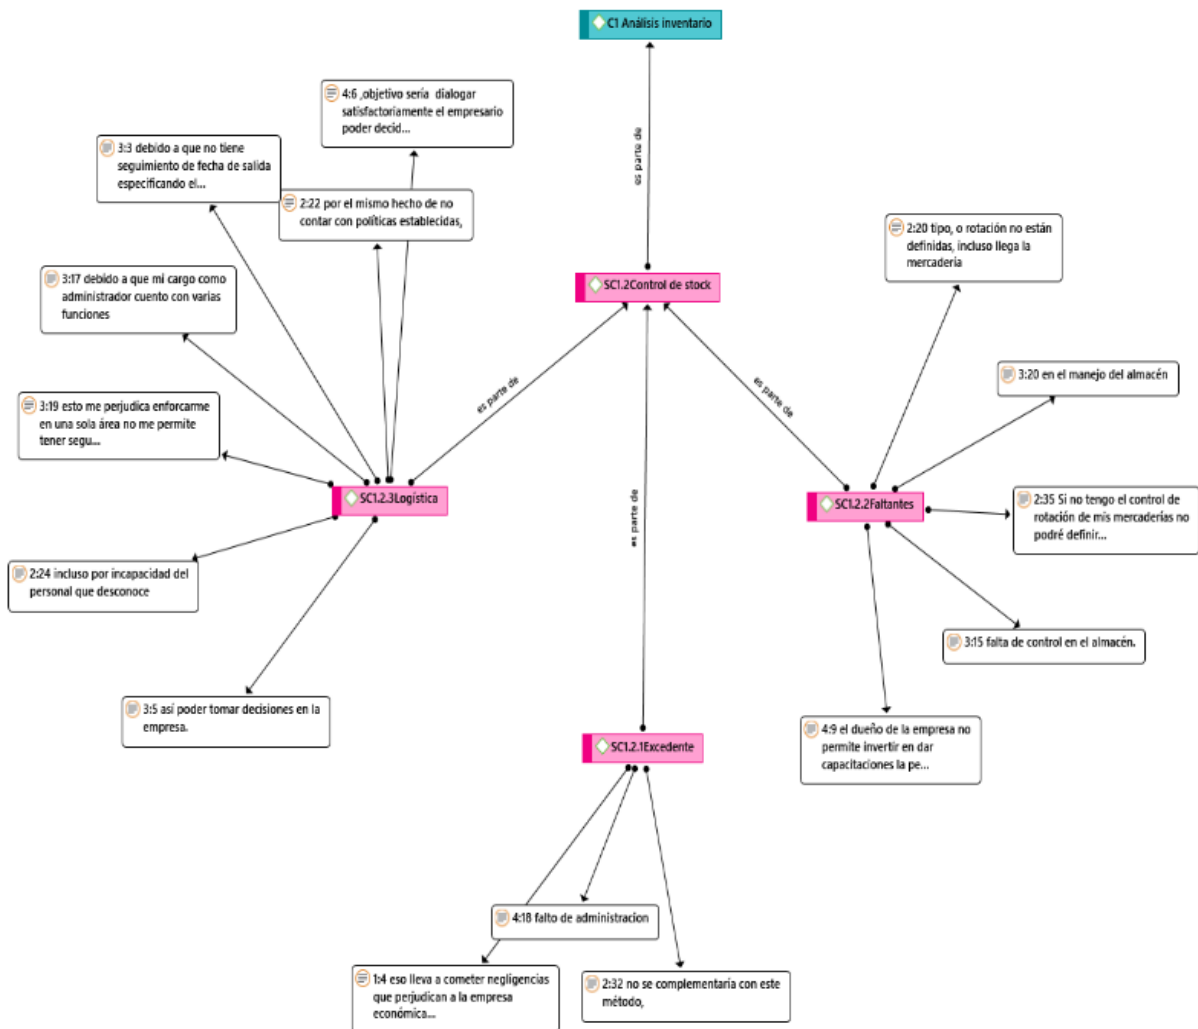 C1 Análisis inventario
es parte de
4:6 ,objetivo sería dialogar
satisfactoriamente el empresario
poder decid...
3:3 debido a que no tiene
seguimiento de fecha de salida
especificando el...
2:22 por el mismo hecho de no
contar con políticas establecidas,
2:20 tipo, o rotación no están
definidas, incluso llega la
mercaderia
3:17 debido a que mi cargo como
administrador cuento con varias
funciones
SC1.2Control de stock
3:20 en el manejo del almacén
es parte de
es parte de
es parte de
3:19 esto me perjudica enforcarme
en una sola área no me permite
tener segu...
SC1.2.3Logística
SC1.2.2Faltantes
2:35 Si no tengo el control de
rotación de mis mercaderías no
podré definir...
2:24 incluso por incapacidad del
personal que desconoce
3:15 falta de control en el almacén.
3:5 así poder tomar decisiones en la
empresa.
4:9 el dueño de la empresa no
permite invertir en dar
capacitaciones la pe...
SC1.2.1Excedente
4:18 falto de administracion
1:4 eso lleva a cometer negligencias
que perjudican a la empresa
económica...
2:32 no se complementaria con este
método,